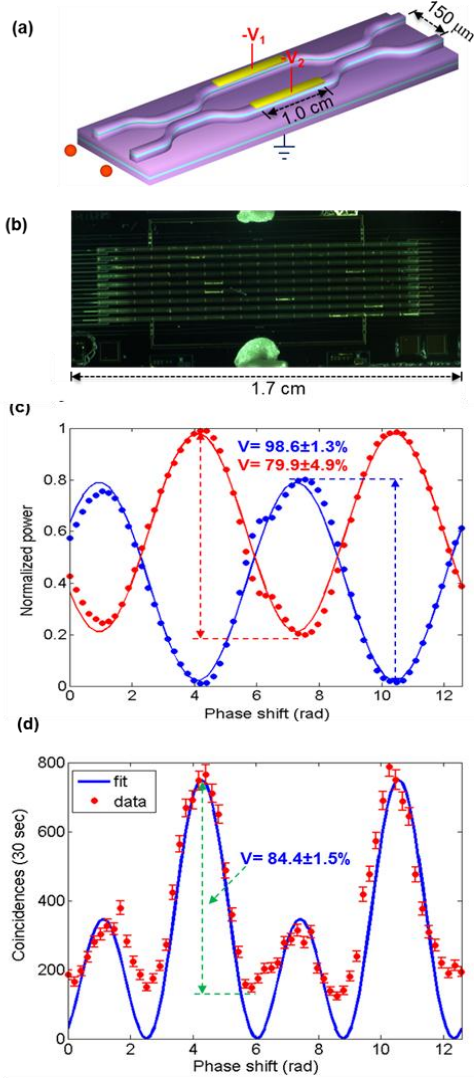 (a)
-V1
-V2
150 μm
1.0 cm
(b)
1.7 cm
(c)
V= 98.6±1.3%
V= 79.9±4.9%
Normalized power
1
0.8
0.6
0.4
0.2
0
0 2 4 6 8 10 12
Phase shift (rad)
(d)
fit
data
V= 84.4±1.5%
Coincidences (30 sec)
800
600
400
200
0
0 2 4 6 8 10 12
Phase shift (rad)